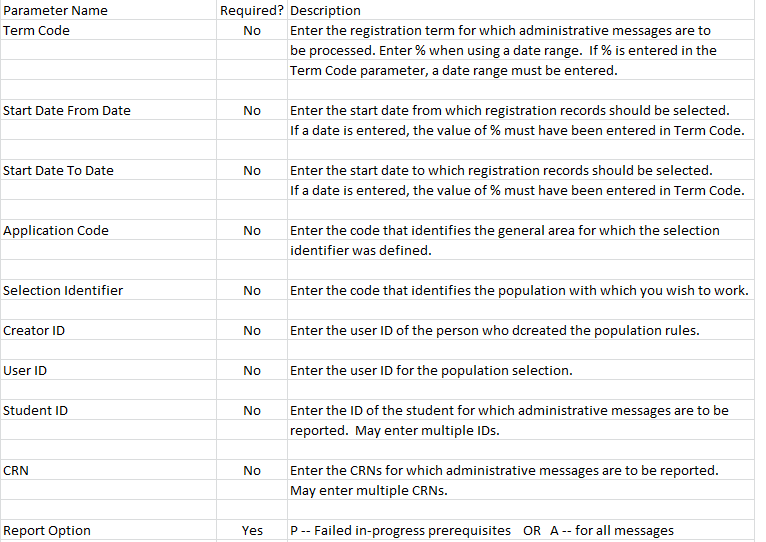 Parameter Name Required? Description
Term Code No Enter the registration term for which administrative messages are to
be processed. Enter % when using a date range.  If % is entered in the
Term Code parameter, a date range must be entered.
Start Date From Date No Enter the start date from which registration records should be selected.
If a date is entered, the value of % must have been entered in Term Code.
Start Date To Date No Enter the start date to which registration records should be selected.
If a date is entered, the value of % must have been entered in Term Code.
Application Code No Enter the code that identifies the general area for which the selection
identifier was defined.
Selection Identifier No Enter the code that identifies the population with which you wish to work.
Creator ID No Enter the user ID of the person who dcreated the population rules.
User ID No Enter the user ID for the population selection.
Student ID No Enter the ID of the student for which administrative messages are to be
reported.  May enter multiple IDs.
CRN No Enter the CRNs for which administrative messages are to be reported.
May enter multiple CRNs.
Report Option Yes P -- Failed in-progress prerequisites   OR  A -- for all messages